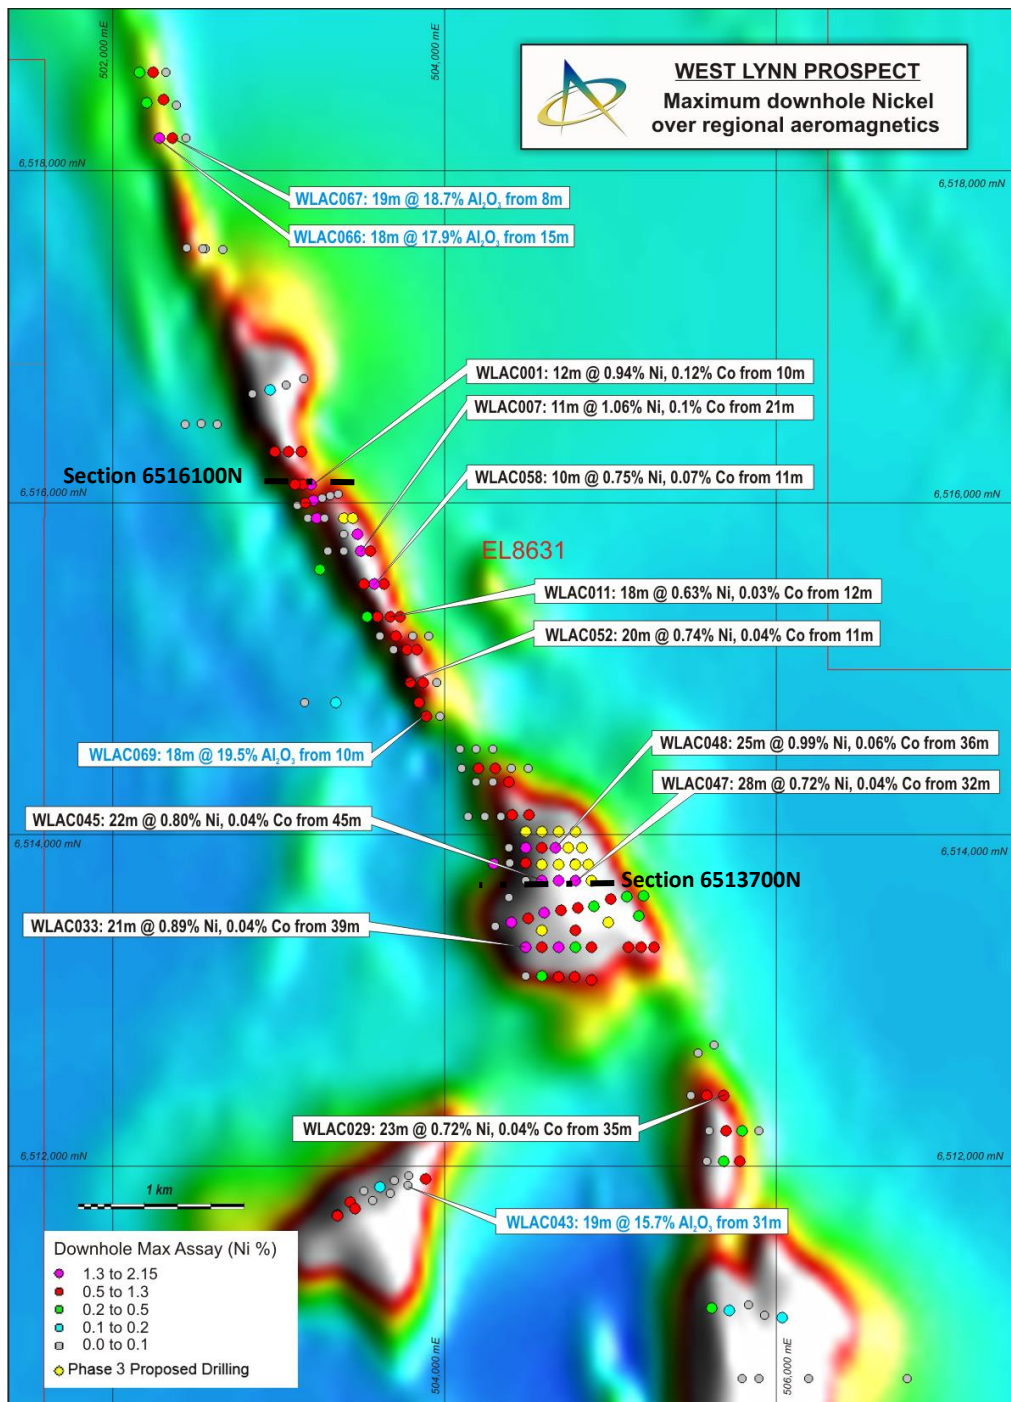 502,000 mE
504,000 mE
WEST LYNN PROSPECT
Maximum downhole Nickel
over regional aeromagnetics
6,518,000 mN
6,518,000 mN
WLAC067: 19m @ 18.7% Al₂O₃ from 8m
WLAC066: 18m @ 17.9% Al₂O₃ from 15m
WLAC001: 12m @ 0.94% Ni, 0.12% Co from 10m
WLAC007: 11m @ 1.06% Ni, 0.1% Co from 21m
Section 6516100N
WLAC058: 10m @ 0.75% Ni, 0.07% Co from 11m
6,516,000 mN
6,516,000 mN
EL8631
WLAC011: 18m @ 0.63% Ni, 0.03% Co from 12m
WLAC052: 20m @ 0.74% Ni, 0.04% Co from 11m
WLAC069: 18m @ 19.5% Al₂O₃ from 10m
WLAC048: 25m @ 0.99% Ni, 0.06% Co from 36m
WLAC047: 28m @ 0.72% Ni, 0.04% Co from 32m
WLAC045: 22m @ 0.80% Ni, 0.04% Co from 45m
6,514,000 mN
6,514,000 mN
Section 6513700N
WLAC033: 21m @ 0.89% Ni, 0.04% Co from 39m
WLAC029: 23m @ 0.72% Ni, 0.04% Co from 35m
6,512,000 mN
6,512,000 mN
1 km
WLAC043: 19m @ 15.7% Al₂O₃ from 31m
Downhole Max Assay (Ni %)
1.3 to 2.15
0.5 to 1.3
0.2 to 0.5
0.1 to 0.2
0.0 to 0.1
Phase 3 Proposed Drilling
504,000 mE
506,000 mE